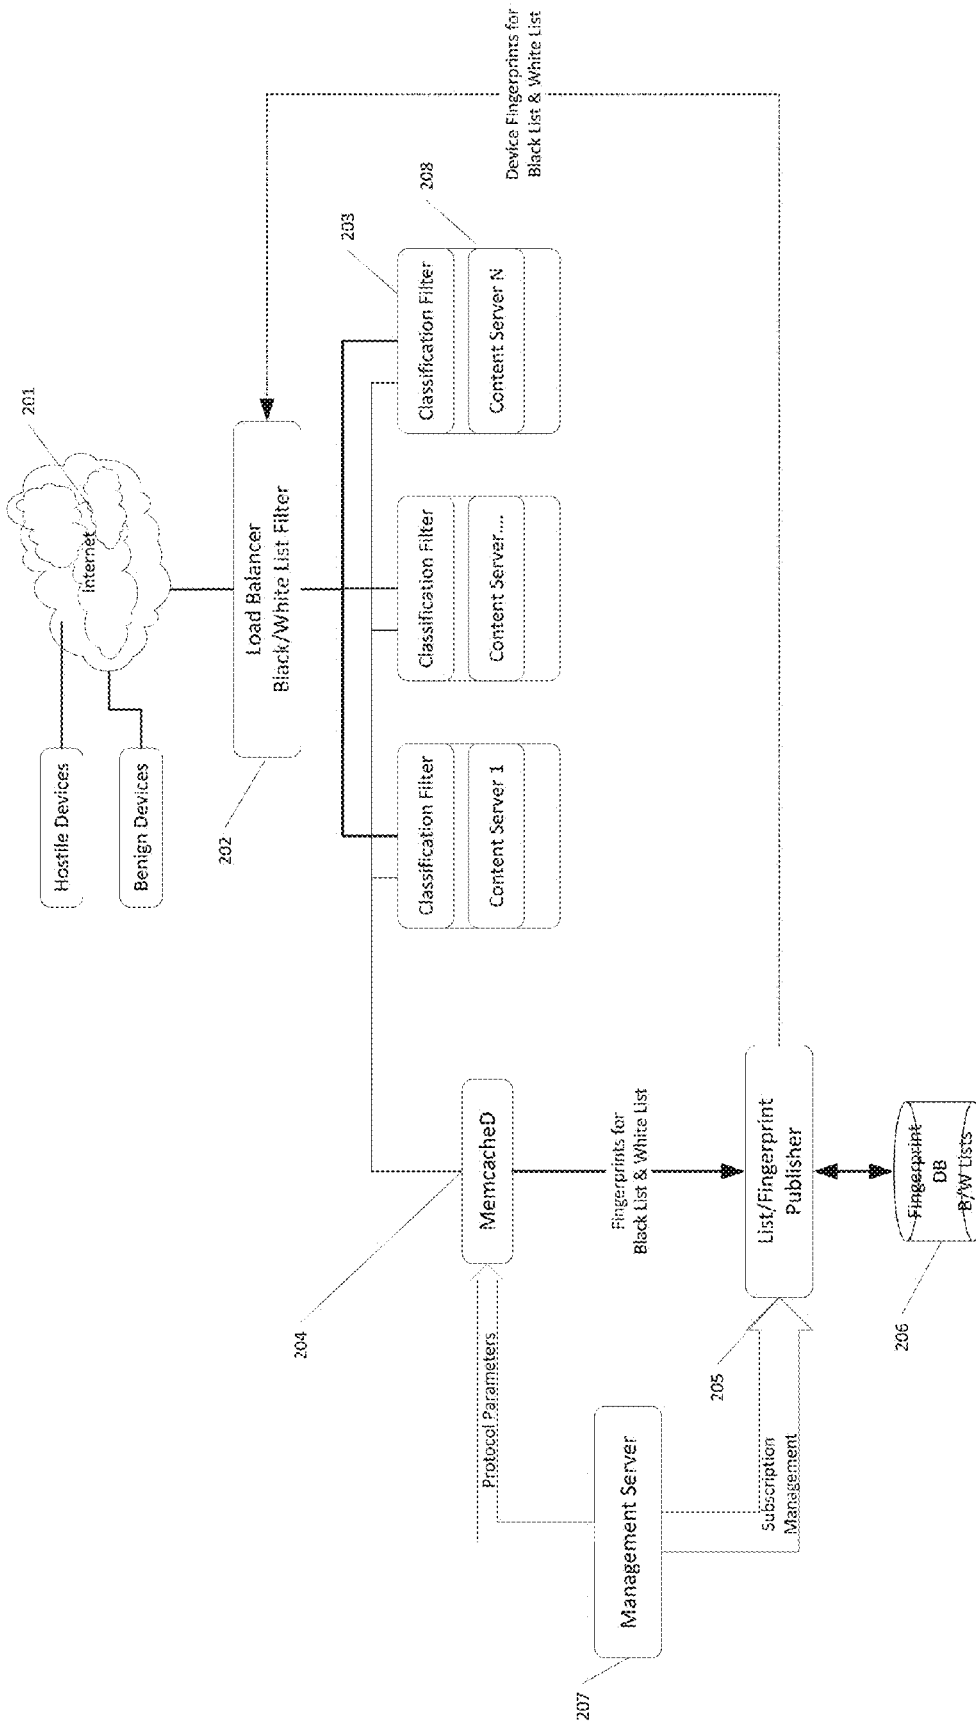 Hostile Devices
Benign Devices
Internet
201
Load Balancer
Black/White List Filter
202
Classification Filter
Content Server 1
Classification Filter
Content Server....
Classification Filter
Content Server N
203
208
Device Fingerprints for
Black List & White List
MemcacheD
204
Protocol Parameters
Fingerprints for
Black List & White List
Management Server
207
Subscription
Management
205
List/Fingerprint
Publisher
Fingerprint
DB
B/W Lists
206